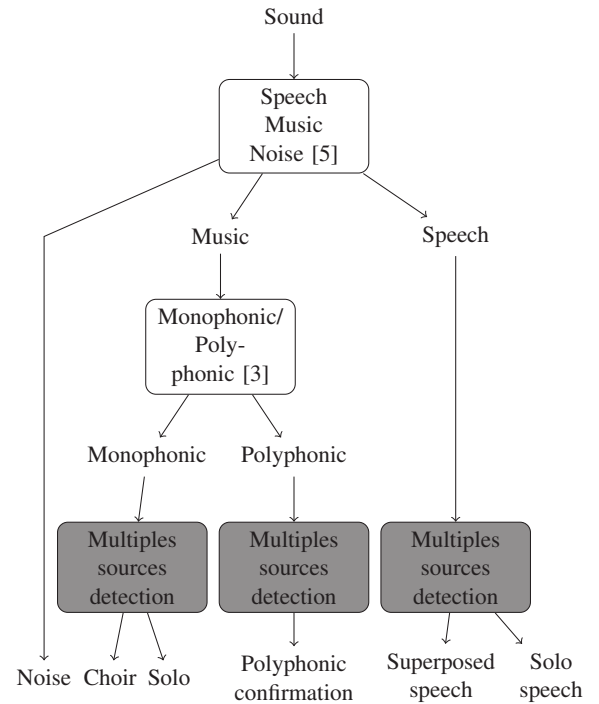 Sound
Speech
Music
Noise [5]
Music
Speech
Monophonic/
Poly-
phonic [3]
Monophonic
Polyphonic
Multiples
sources
detection
Multiples
sources
detection
Multiples
sources
detection
Noise
Choir
Solo
Polyphonic
confirmation
Superposed
speech
Solo
speech